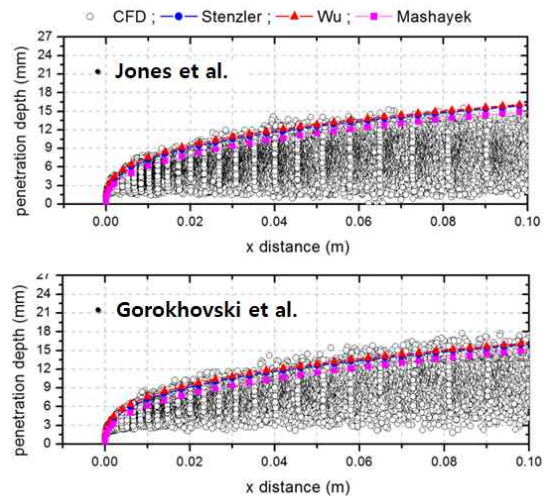 CFD ; Stenzler ; Wu ; Mashayek
penetration depth (mm)
27
24
21
18
15
12
9
6
3
0
• Jones et al.
0.00 0.02 0.04 0.06 0.08 0.10
x distance (m)
penetration depth (mm)
27
24
21
18
15
12
9
6
3
0
• Gorokhovski et al.
0.00 0.02 0.04 0.06 0.08 0.10
x distance (m)